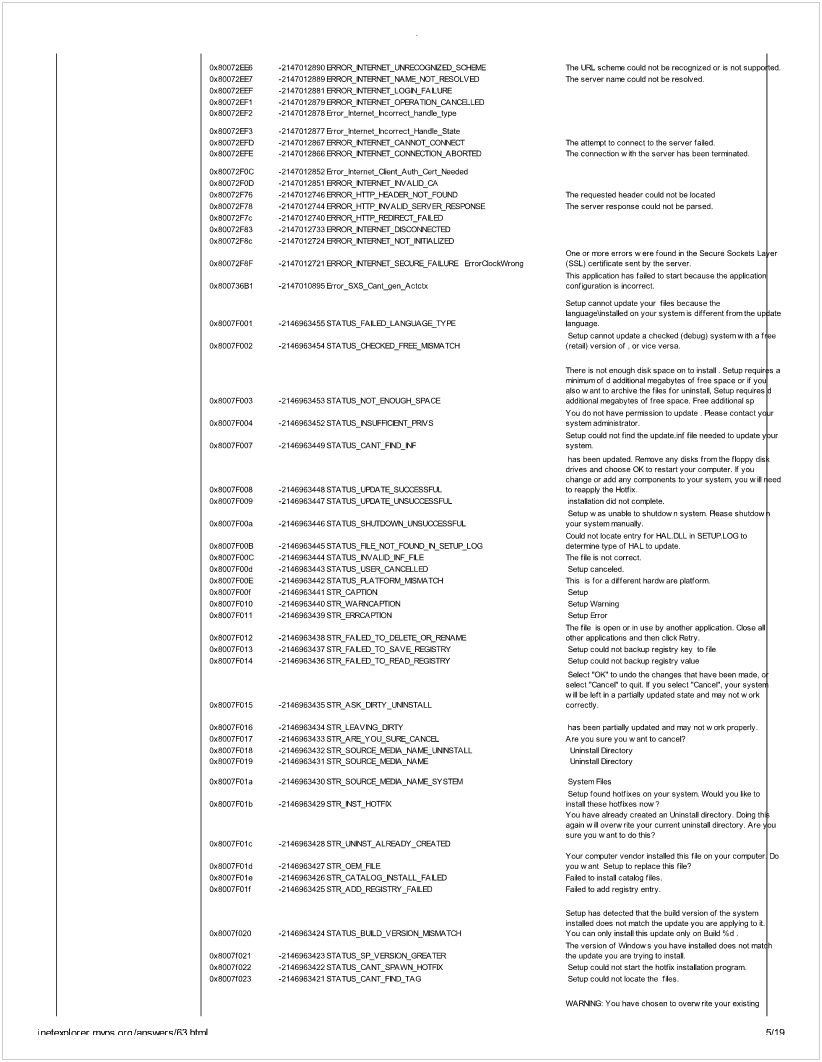 0x80072EE6 -2147012890 ERROR_INTERNET_UNRECOGNIZED_SCHEME The URL scheme could not be recognized or is not supported.
0x80072EE7 -2147012889 ERROR_INTERNET_NAME_NOT_RESOLVED The server name could not be resolved.
0x80072EEF -2147012881 ERROR_INTERNET_LOGIN_FAILURE
0x80072EF1 -2147012879 ERROR_INTERNET_OPERATION_CANCELLED
0x80072EF2 -2147012878 Error_Internet_Incorrect_handle_type
0x80072EF3 -2147012877 Error_Internet_Incorrect_Handle_State
0x80072EFD -2147012867 ERROR_INTERNET_CANNOT_CONNECT The attempt to connect to the server failed.
0x80072EFE -2147012866 ERROR_INTERNET_CONNECTION_ABORTED The connection with the server has been terminated.
0x80072F0C -2147012852 Error_Internet_Client_Auth_Cert_Needed
0x80072F0D -2147012851 ERROR_INTERNET_INVALID_CA
0x80072F76 -2147012746 ERROR_HTTP_HEADER_NOT_FOUND The requested header could not be located
0x80072F78 -2147012744 ERROR_HTTP_INVALID_SERVER_RESPONSE The server response could not be parsed.
0x80072F7c -2147012740 ERROR_HTTP_REDIRECT_FAILED
0x80072F83 -2147012733 ERROR_INTERNET_DISCONNECTED
0x80072F8c -2147012724 ERROR_INTERNET_NOT_INITIALIZED
One or more errors were found in the Secure Sockets Layer
0x80072F8F -2147012721 ERROR_INTERNET_SECURE_FAILURE ErrorClockWrong (SSL) certificate sent by the server.
This application has failed to start because the application
0x800736B1 -2147010895 Error_SXS_Cant_gen_Actctx configuration is incorrect.
Setup cannot update your files because the
language\installed on your system is different from the update
0x8007F001 -2146963455 STATUS_FAILED_LANGUAGE_TYPE language.
Setup cannot update a checked (debug) system with a free
0x8007F002 -2146963454 STATUS_CHECKED_FREE_MISMATCH (retail) version of , or vice versa.
There is not enough disk space on to install . Setup requires a
minimum of d additional megabytes of free space or if you
also want to archive the files for uninstall, Setup requires d
0x8007F003 -2146963453 STATUS_NOT_ENOUGH_SPACE additional megabytes of free space. Free additional sp
You do not have permission to update . Please contact your
0x8007F004 -2146963452 STATUS_INSUFFICIENT_PRIVS system administrator.
Setup could not find the update.inf file needed to update your
0x8007F007 -2146963449 STATUS_CANT_FIND_INF system.
has been updated. Remove any disks from the floppy disk
drives and choose OK to restart your computer. If you
change or add any components to your system, you will need
0x8007F008 -2146963448 STATUS_UPDATE_SUCCESSFUL to reapply the Hotfix.
0x8007F009 -2146963447 STATUS_UPDATE_UNSUCCESSFUL installation did not complete.
Setup was unable to shutdown system. Please shutdown
0x8007F00a -2146963446 STATUS_SHUTDOWN_UNSUCCESSFUL your system manually.
Could not locate entry for HAL.DLL in SETUP.LOG to
0x8007F00B -2146963445 STATUS_FILE_NOT_FOUND_IN_SETUP_LOG determine type of HAL to update.
0x8007F00C -2146963444 STATUS_INVALID_INF_FILE The file is not correct.
0x8007F00d -2146963443 STATUS_USER_CANCELLED Setup canceled.
0x8007F00E -2146963442 STATUS_PLATFORM_MISMATCH This is for a different hardware platform.
0x8007F00f -2146963441 STR_CAPTION Setup
0x8007F010 -2146963440 STR_WARNCAPTION Setup Warning
0x8007F011 -2146963439 STR_ERRCAPTION Setup Error
The file is open or in use by another application. Close all
0x8007F012 -2146963438 STR_FAILED_TO_DELETE_OR_RENAME other applications and then click Retry.
0x8007F013 -2146963437 STR_FAILED_TO_SAVE_REGISTRY Setup could not backup registry key to file
0x8007F014 -2146963436 STR_FAILED_TO_READ_REGISTRY Setup could not backup registry value
Select "OK" to undo the changes that have been made, or
select "Cancel" to quit. If you select "Cancel", your system
will be left in a partially updated state and may not work
0x8007F015 -2146963435 STR_ASK_DIRTY_UNINSTALL correctly.
0x8007F016 -2146963434 STR_LEAVING_DIRTY has been partially updated and may not work properly.
0x8007F017 -2146963433 STR_ARE_YOU_SURE_CANCEL Are you sure you want to cancel?
0x8007F018 -2146963432 STR_SOURCE_MEDIA_NAME_UNINSTALL Uninstall Directory
0x8007F019 -2146963431 STR_SOURCE_MEDIA_NAME Uninstall Directory
0x8007F01a -2146963430 STR_SOURCE_MEDIA_NAME_SYSTEM System Files
Setup found hotfixes on your system. Would you like to
0x8007F01b -2146963429 STR_INST_HOTFIX install these hotfixes now?
You have already created an Uninstall directory. Doing this
again will overwrite your current uninstall directory. Are you
sure you want to do this?
0x8007F01c -2146963428 STR_UNINST_ALREADY_CREATED
Your computer vendor installed this file on your computer. Do
0x8007F01d -2146963427 STR_OEM_FILE you want Setup to replace this file?
0x8007F01e -2146963426 STR_CATALOG_INSTALL_FAILED Failed to install catalog files.
0x8007F01f -2146963425 STR_ADD_REGISTRY_FAILED Failed to add registry entry.
Setup has detected that the build version of the system
installed does not match the update you are applying to it.
0x8007f020 -2146963424 STATUS_BUILD_VERSION_MISMATCH You can only install this update only on Build %d .
The version of Windows you have installed does not match
0x8007f021 -2146963423 STATUS_SP_VERSION_GREATER the update you are trying to install.
0x8007f022 -2146963422 STATUS_CANT_SPAWN_HOTFIX Setup could not start the hotfix installation program.
0x8007f023 -2146963421 STATUS_CANT_FIND_TAG Setup could not locate the files.
WARNING: You have chosen to overwrite your existing
inetexplorer.mvps.org/answers/63.html 5/19